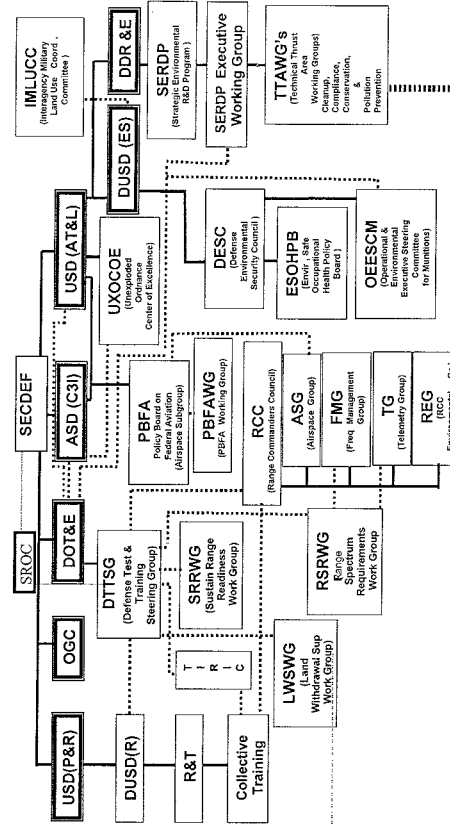 SECDEF
SROC
USD(P&R)
OGC
DOT&E
ASD (C3I)
USD (AT&L)
IMLUCC
(Interagency Military
Land Use Coord.
Committee)
DUSD(R)
DTTSG
(Defense Test &
Training
Steering Group)
PBFA
Policy Board on
Federal Aviation
(Airspace Subgroup)
UXOCOE
(Unexploded
Ordnance
Center of Excellence)
DUSD (ES)
DDR &E
R&T
T
I
R
I
C
SRRWG
(Sustain Range
Readiness
Work Group)
PBFAWG
(PBFA Working Group)
DESC
(Defense
Environmental
Security Council)
SERDP
(Strategic Environmental
R&D Program)
Collective
Training
RCC
(Range Commanders Council)
ESOHPB
(Envir, Safe
Occupational
Health Policy
Board)
SERDP Executive
Working Group
LWSWG
(Land
Withdrawal Sup
Work Group)
RSRWG
Range
Spectrum
Requirements
Work Group
ASG
(Airspace Group)
FMG
(Freq Management
Group)
TG
(Telemetry Group)
REG
(RCC
OEESCM
(Operational &
Environmental
Executive Steering
Committee
for Munitions)
TTAWG's
(Technical Thrust
Area
Working Groups)
Cleanup,
Compliance,
Conservation,
&
Pollution
Prevention